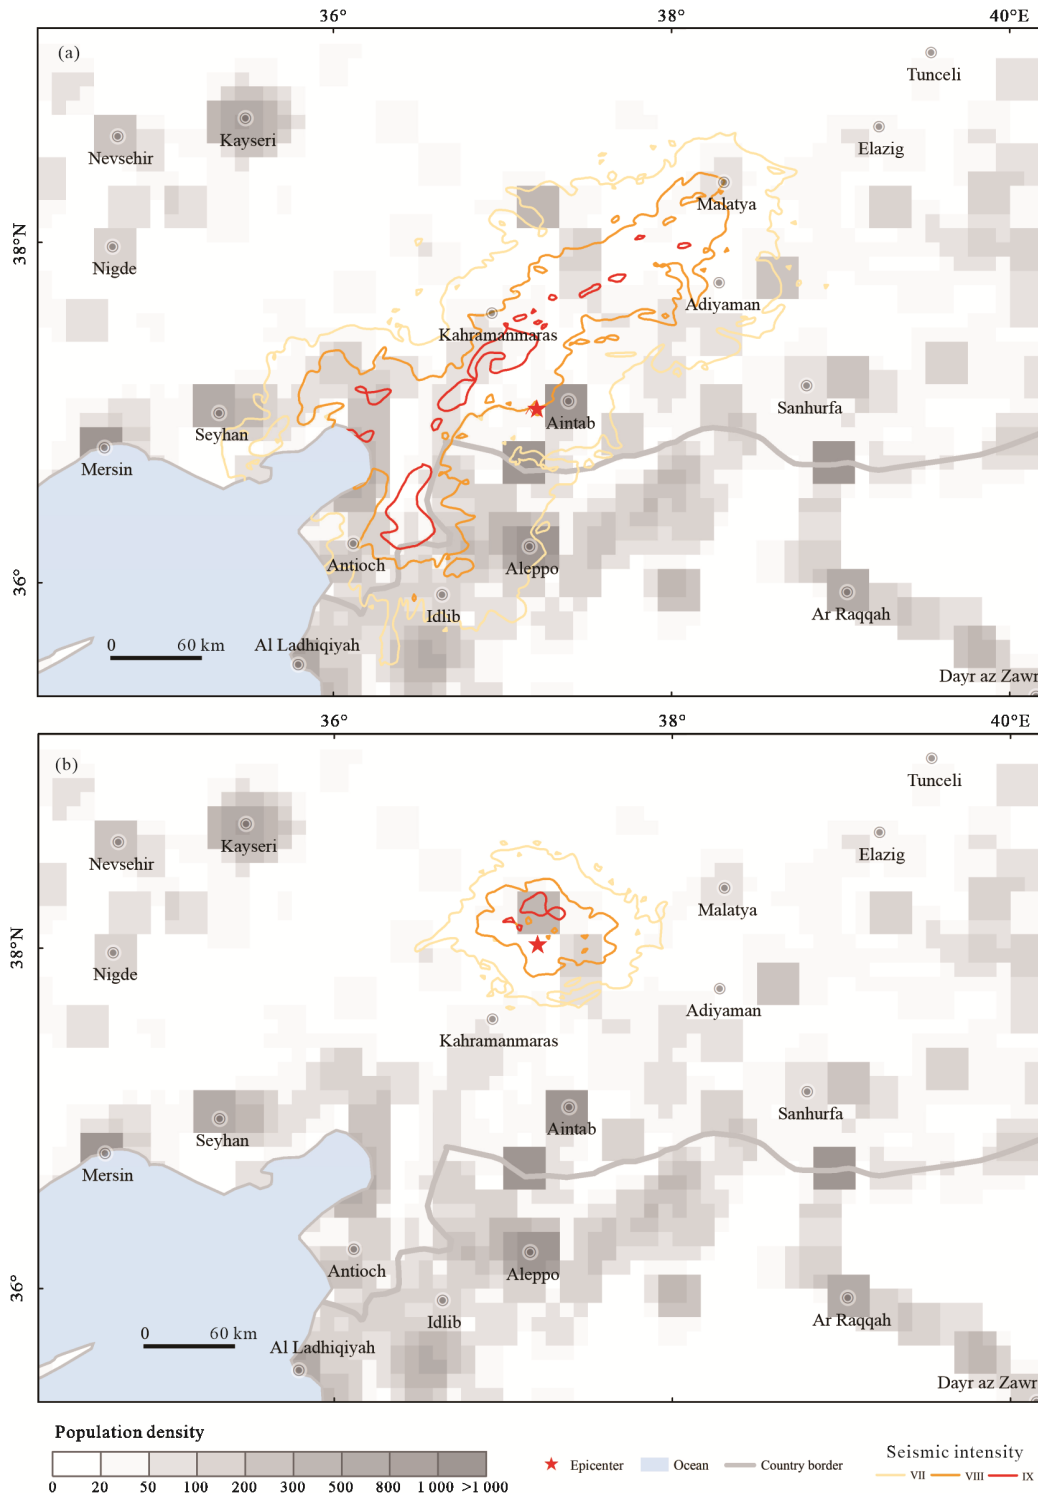 36° 38° 40°E
(a)
Tunceli
Kayseri
Elazig
Nevsehir
Malatya
38°N
Nigde
Adiyaman
Kahramanmaras
Sanhurfa
Aintab
Seyhan
Mersin
Antioch
Aleppo
36°
Idlib
Ar Raqqah
0 60 km
Al Ladhiqiyah
Dayr az Zawr
36° 38° 40°E
(b)
Tunceli
Kayseri
Elazig
Nevsehir
Malatya
38°N
Nigde
Adiyaman
Kahramanmaras
Sanhurfa
Aintab
Seyhan
Mersin
Antioch
Aleppo
36°
Idlib
Ar Raqqah
0 60 km
Al Ladhiqiyah
Dayr az Zawr
Population density
0 20 50 100 200 300 500 800 1 000 >1 000
Epicenter Ocean Country border
Seismic intensity
VII VIII IX